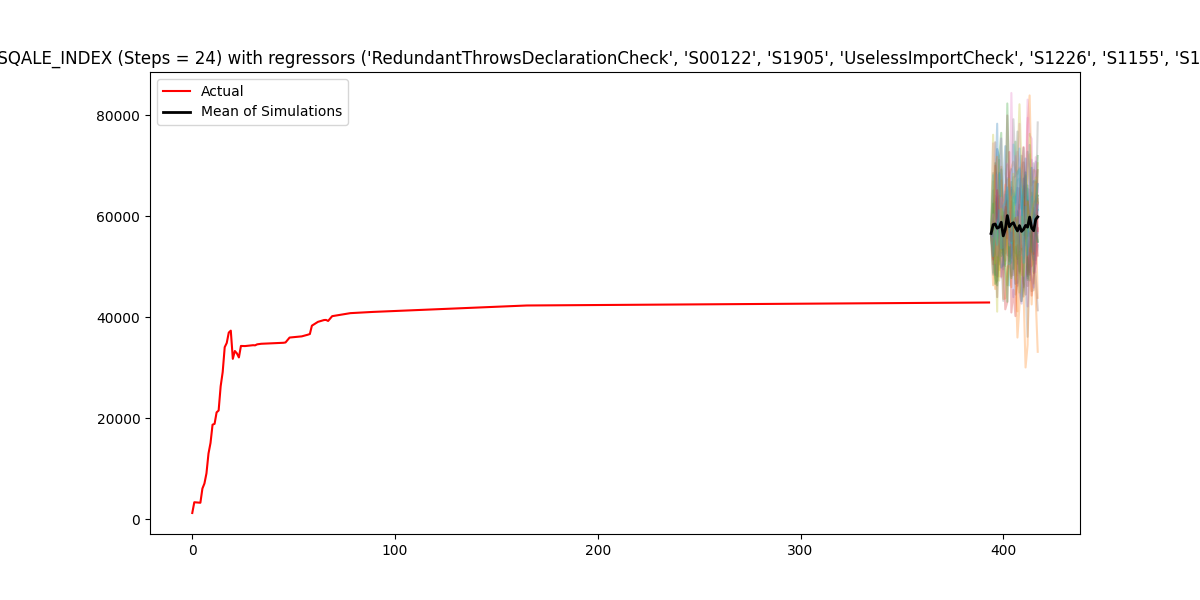 SQALE_INDEX (Steps = 24) with regressors ('RedundantThrowsDeclarationCheck', 'S00122', 'S1905', 'UselessImportCheck', 'S1226', 'S1155', 'S1
Actual
Mean of Simulations
80000
60000
40000
20000
0
0 100 200 300 400